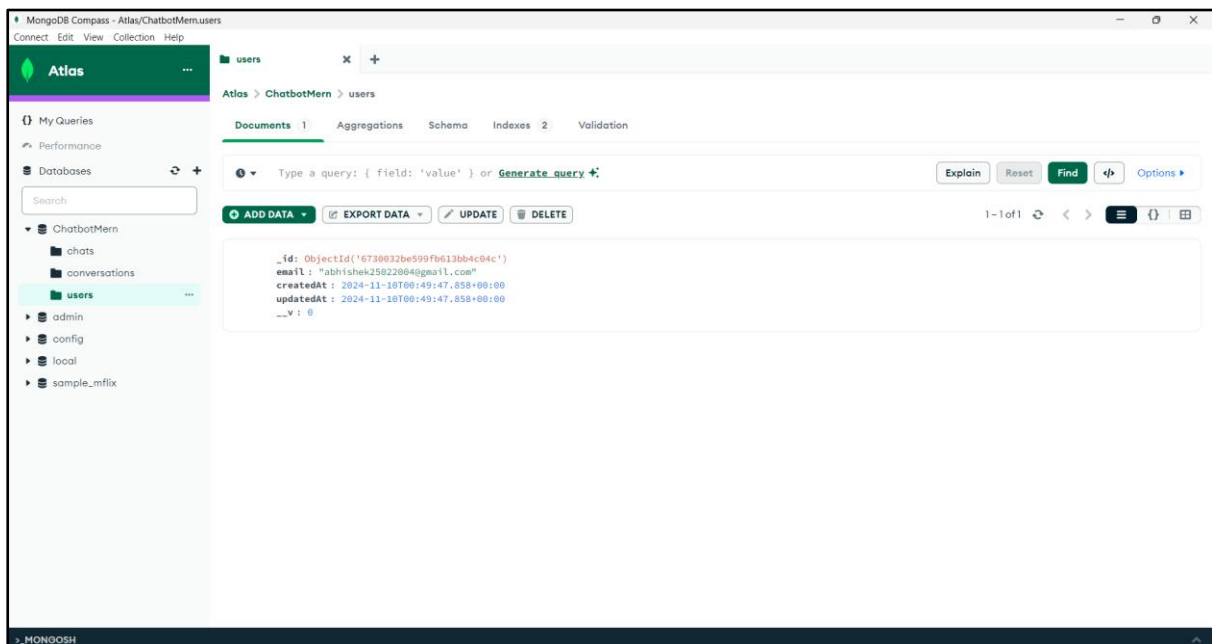 MongoDB Compass - Atlas/ChatbotMern.users
Connect Edit View Collection Help
Atlas
{} My Queries
Performance
Databases
Search
ChatbotMern
chats
conversations
users
admin
config
local
sample_mflix
users
Atlas > ChatbotMern > users
Documents 1 Aggregations Schema Indexes 2 Validation
Type a query: { field: 'value' } or Generate query
Explain Reset Find </> Options
ADD DATA EXPORT DATA UPDATE DELETE
1-1 of 1 {}
_id: ObjectId('6730032be599fb613bb4c04c')
email : "abhishek25022004@gmail.com"
createdAt : 2024-11-10T00:49:47.858+00:00
updatedAt : 2024-11-10T00:49:47.858+00:00
__v : 0
>_MONGOSH